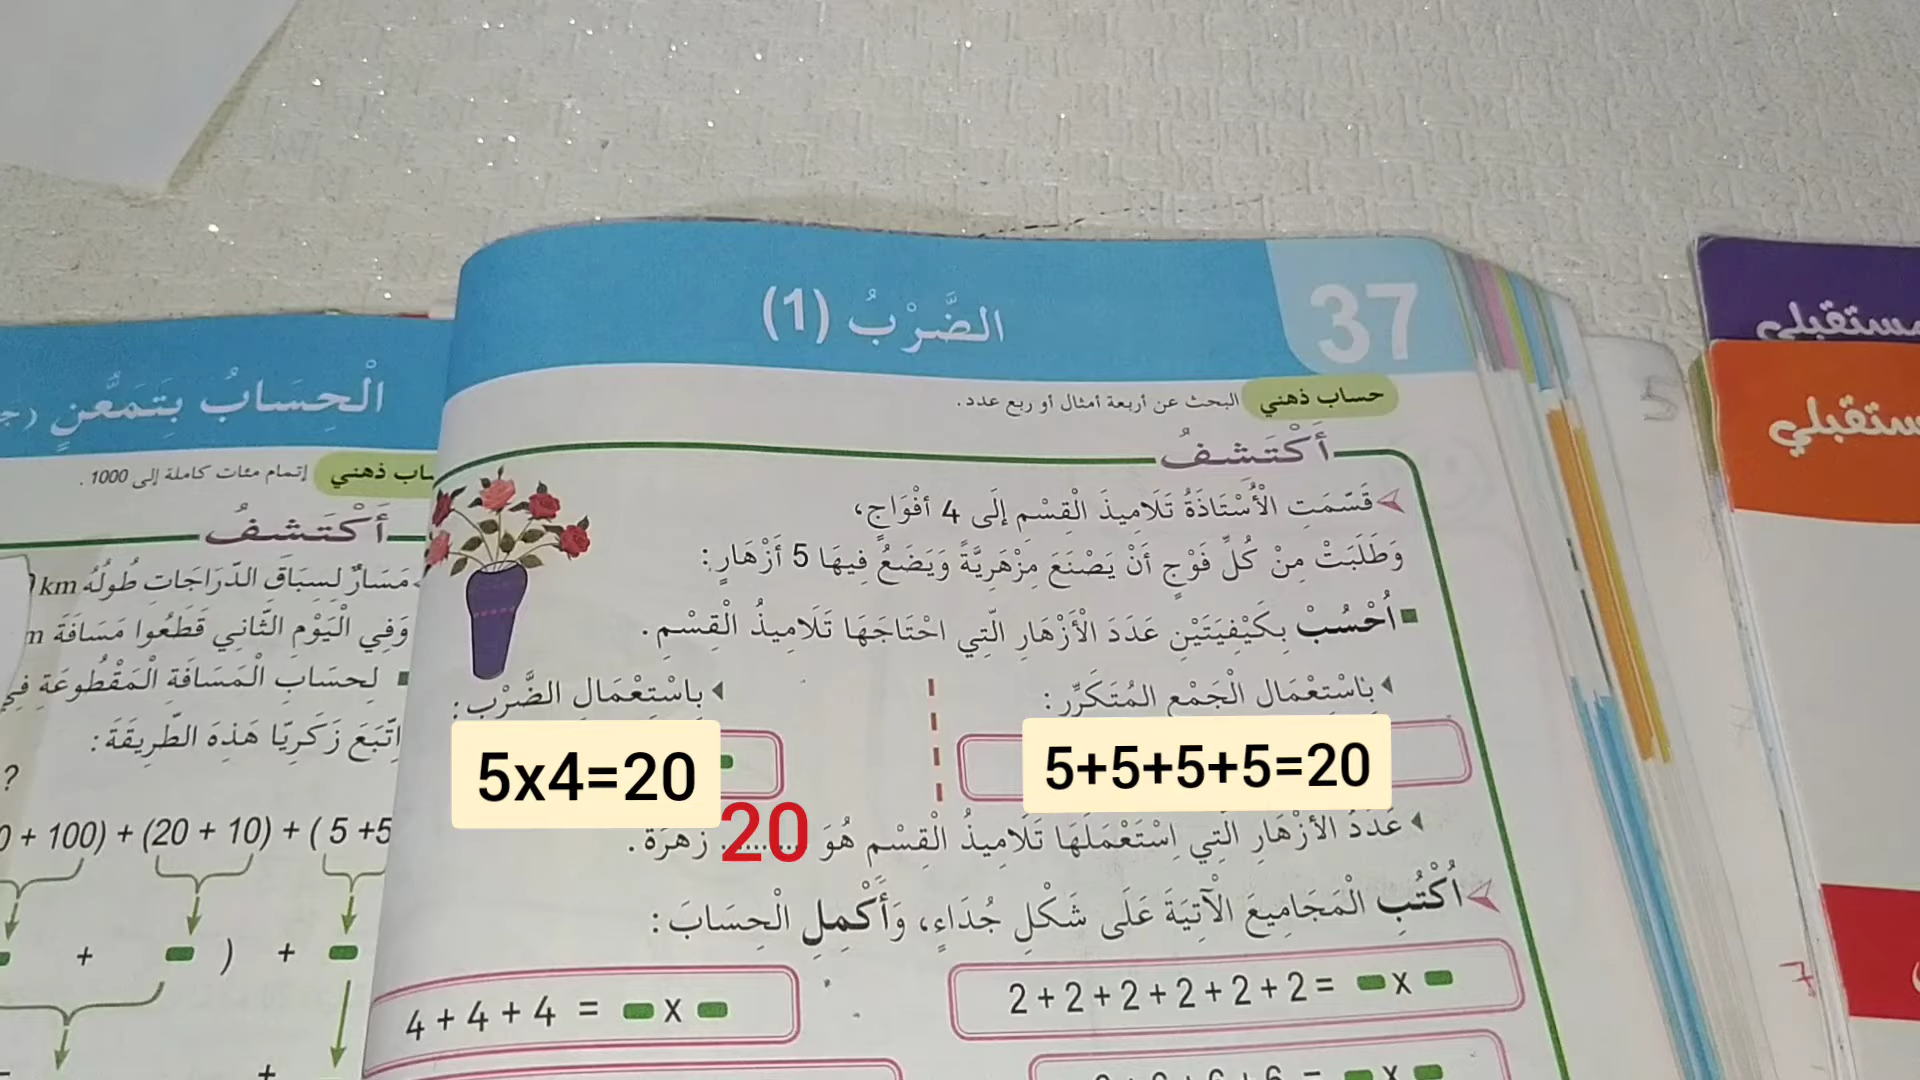 37
الضَّرْبُ (1)
حساب ذهني البحث عن أربعة أمثال أو ربع عدد.
أَكْتَشِفُ
قَسَّمَتِ الْأُسْتَاذَةُ تَلَامِيذَ الْقِسْمِ إِلَى 4 أَفْوَاجٍ،
وَطَلَبَتْ مِنْ كُلِّ فَوْجٍ أَنْ يَصْنَعَ مِزْهَرِيَّةً وَيَضَعُ فِيهَا 5 أَزْهَارٍ:
اُحْسُبْ بِكَيْفِيَتَيْنِ عَدَدَ الْأَزْهَارِ الَّتِي احْتَاجَهَا تَلَامِيذُ الْقِسْمِ.
بِاسْتِعْمَالِ الْجَمْعِ المُتَكَرِّرِ:
بِاسْتِعْمَالِ الضَّرْبِ:
5+5+5+5=20
5x4=20
عَدَدُ الْأَزْهَارِ الَّتِي اِسْتَعْمَلَهَا تَلَامِيذُ الْقِسْمِ هُوَ 20 زَهْرَة.
اُكْتُبِ الْمَجَامِيعَ الْآتِيَةَ عَلَى شَكْلِ جُدَاءٍ، وَأَكْمِلِ الْحِسَابَ:
2 + 2 + 2 + 2 + 2 + 2 = x
4 + 4 + 4 = x
الْحِسَابُ بِتَمَعُّنٍ
ذهني إتمام مئات كاملة إلى 1000.
أَكْتَشِفُ
مَسَارٌ لِسِبَاقِ الدَّرَاجَاتِ طُولُهُ km
وَفِي الْيَوْمِ الثَّانِي قَطَعُوا مَسَافَةَ
لِحِسَابِ الْمَسَافَةِ الْمَقْطُوعَةِ فِي
اِتَّبَعَ زَكَرِيَّا هَذِهِ الطَّرِيقَةَ:
?
+ 100) + (20 + 10) + ( 5 +5
+ ) +
+
5
مستقبلي
مستقبلي